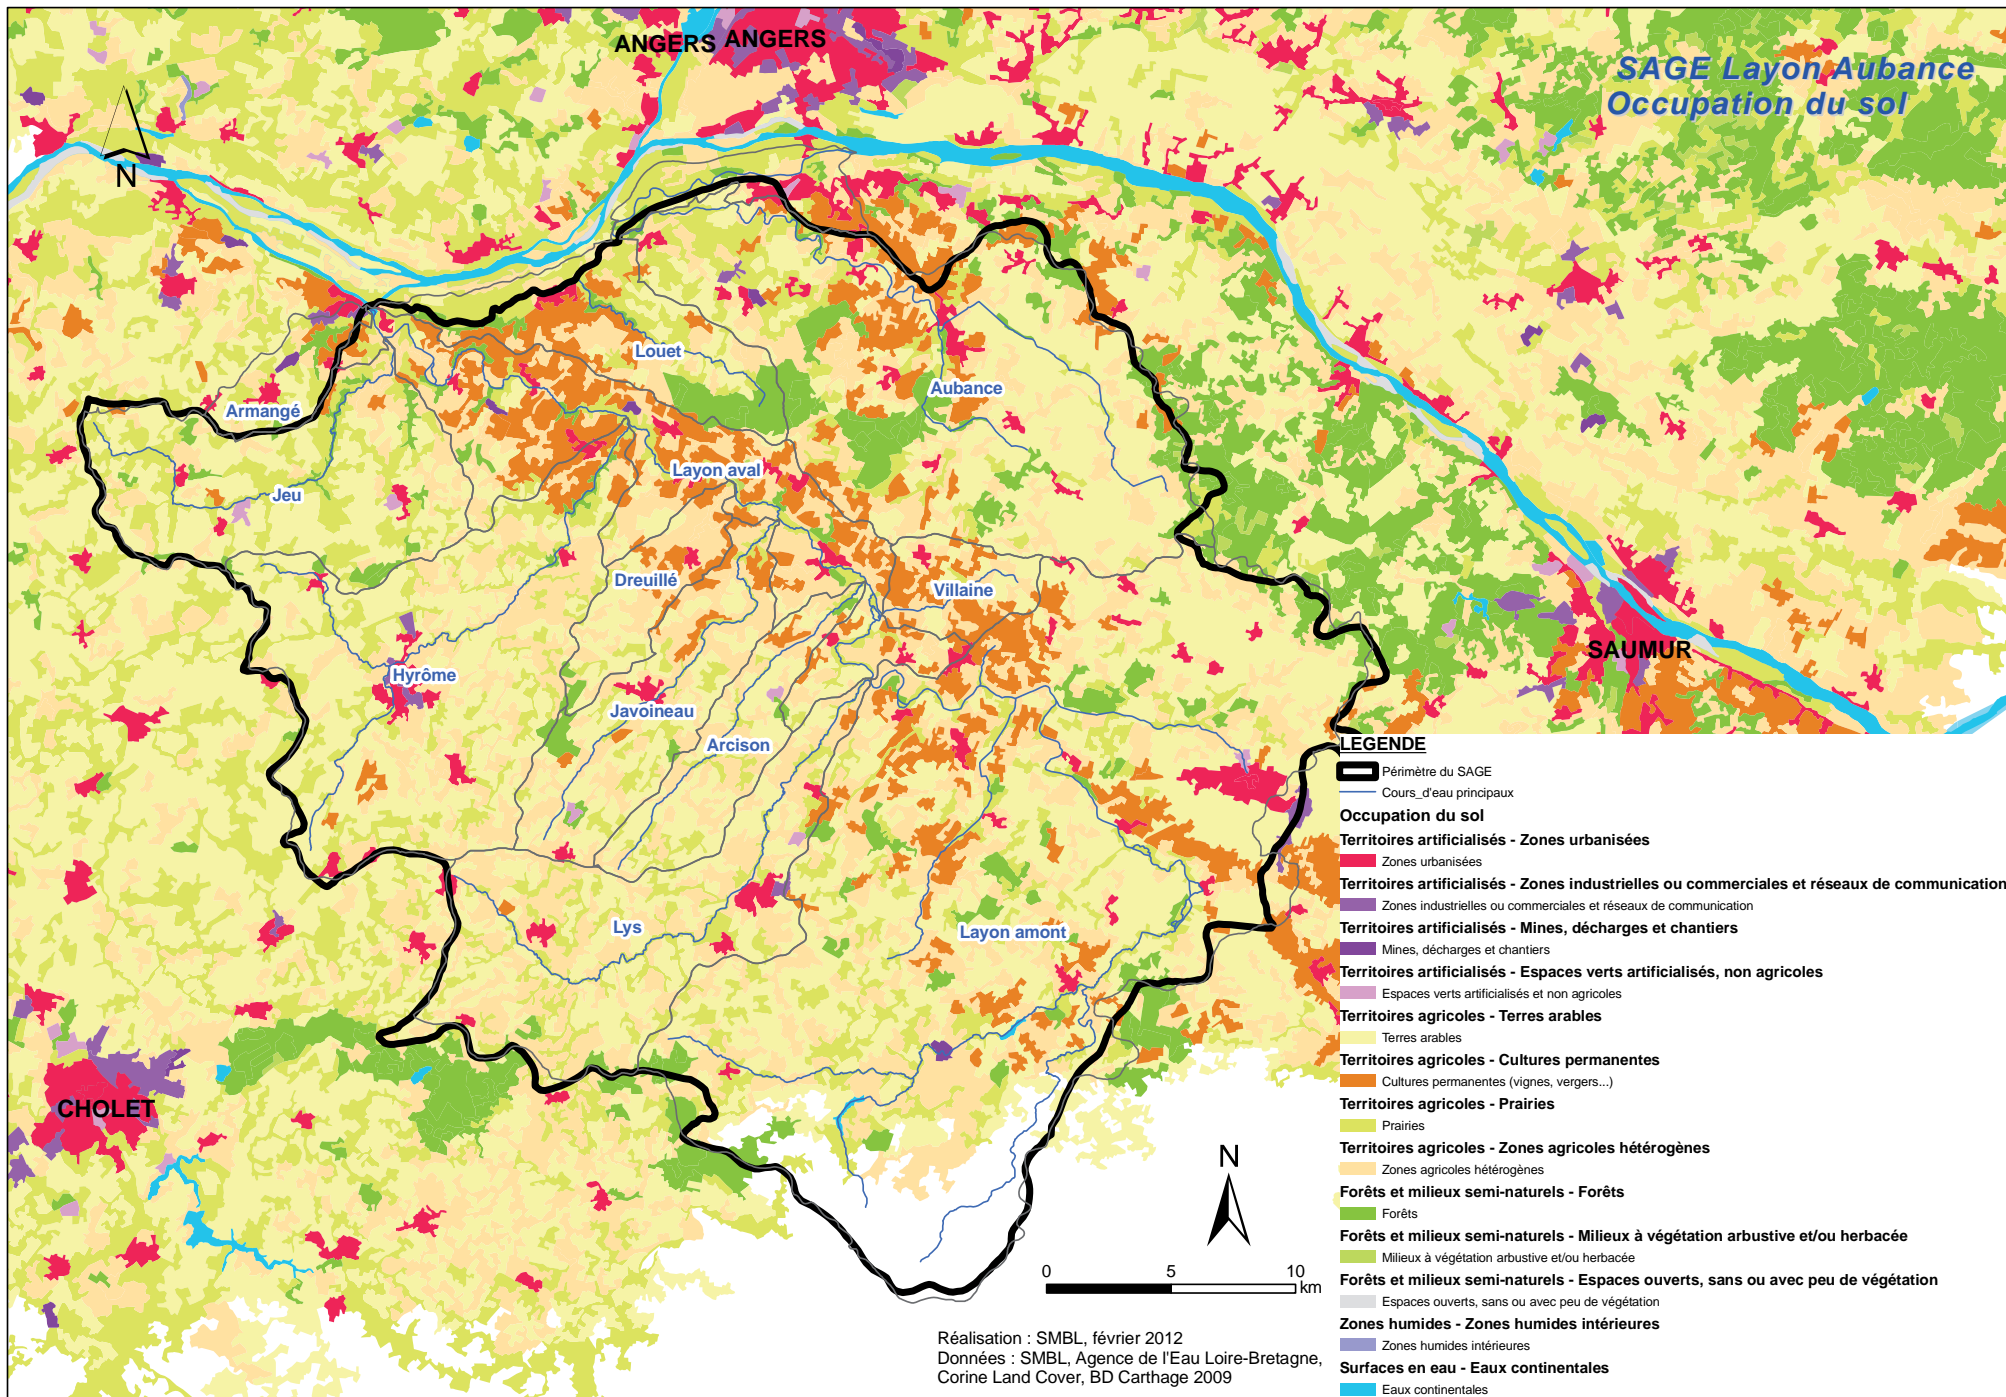 ANGERS ANGERS
SAGE Layon Aubance
Occupation du sol
N
Louet
Aubance
Armangé
Layon aval
Jeu
Dreuillé
Villaine
SAUMUR
Hyrôme
Javoineau
Arcison
Lys
Layon amont
CHOLET
LEGENDE
Périmètre du SAGE
Cours_d'eau principaux
Occupation du sol
Territoires artificialisés - Zones urbanisées
Zones urbanisées
Territoires artificialisés - Zones industrielles ou commerciales et réseaux de communication
Zones industrielles ou commerciales et réseaux de communication
Territoires artificialisés - Mines, décharges et chantiers
Mines, décharges et chantiers
Territoires artificialisés - Espaces verts artificialisés, non agricoles
Espaces verts artificialisés et non agricoles
Territoires agricoles - Terres arables
Terres arables
Territoires agricoles - Cultures permanentes
Cultures permanentes (vignes, vergers...)
Territoires agricoles - Prairies
Prairies
Territoires agricoles - Zones agricoles hétérogènes
Zones agricoles hétérogènes
Forêts et milieux semi-naturels - Forêts
Forêts
Forêts et milieux semi-naturels - Milieux à végétation arbustive et/ou herbacée
Milieux à végétation arbustive et/ou herbacée
Forêts et milieux semi-naturels - Espaces ouverts, sans ou avec peu de végétation
Espaces ouverts, sans ou avec peu de végétation
Zones humides - Zones humides intérieures
Zones humides intérieures
Surfaces en eau - Eaux continentales
Eaux continentales
N
0 5 10
km
Réalisation : SMBL, février 2012
Données : SMBL, Agence de l'Eau Loire-Bretagne,
Corine Land Cover, BD Carthage 2009